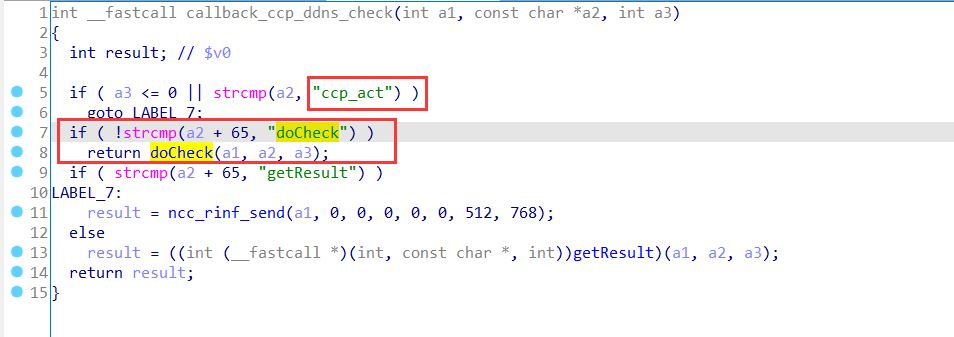 1 int __fastcall callback_ccp_ddns_check(int a1, const char *a2, int a3)
2 {
3 int result; // $v0
4
5 if ( a3 <= 0 || strcmp(a2, "ccp_act") )
6 goto LABEL_7;
7 if ( !strcmp(a2 + 65, "doCheck") )
8 return doCheck(a1, a2, a3);
9 if ( strcmp(a2 + 65, "getResult") )
10 LABEL_7:
11 result = ncc_rinf_send(a1, 0, 0, 0, 0, 0, 512, 768);
12 else
13 result = ((int (__fastcall *)(int, const char *, int))getResult)(a1, a2, a3);
14 return result;
15 }